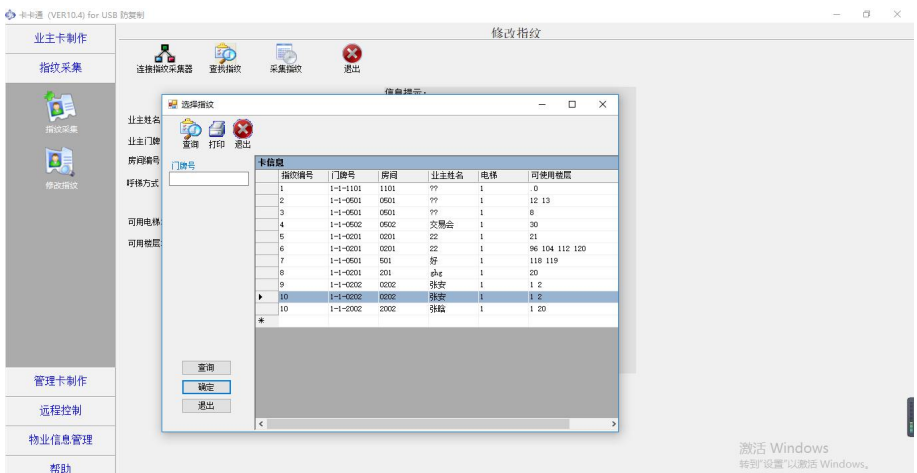 卡卡通 (VER10.4) for USB 防复制
修改指纹
业主卡制作
指纹采集
指纹采集
修改指纹
管理卡制作
远程控制
物业信息管理
帮助
连接指纹采集器 查找指纹 采集指纹 退出
信息提示：
业主姓名
业主门牌
房间编号
呼梯方式
可用电梯
可用楼层
选择指纹
查询 打印 退出
门牌号
卡信息
指纹编号 门牌号 房间 业主姓名 电梯 可使用楼层
1 1-1-1101 1101 ?? 1 .0
2 1-1-0501 0501 ?? 1 12 13
3 1-1-0501 0501 ?? 1 8
4 1-1-0502 0502 交易会 1 30
5 1-1-0201 0201 22 1 21
6 1-1-0201 0201 22 1 96 104 112 120
7 1-1-0501 501 好 1 118 119
8 1-1-0201 201 ghg 1 20
9 1-1-0202 0202 张安 1 1 2
10 1-1-0202 0202 张安 1 1 2
10 1-1-2002 2002 张晗 1 1 20
查询
确定
退出
激活 Windows
转到"设置"以激活 Windows。